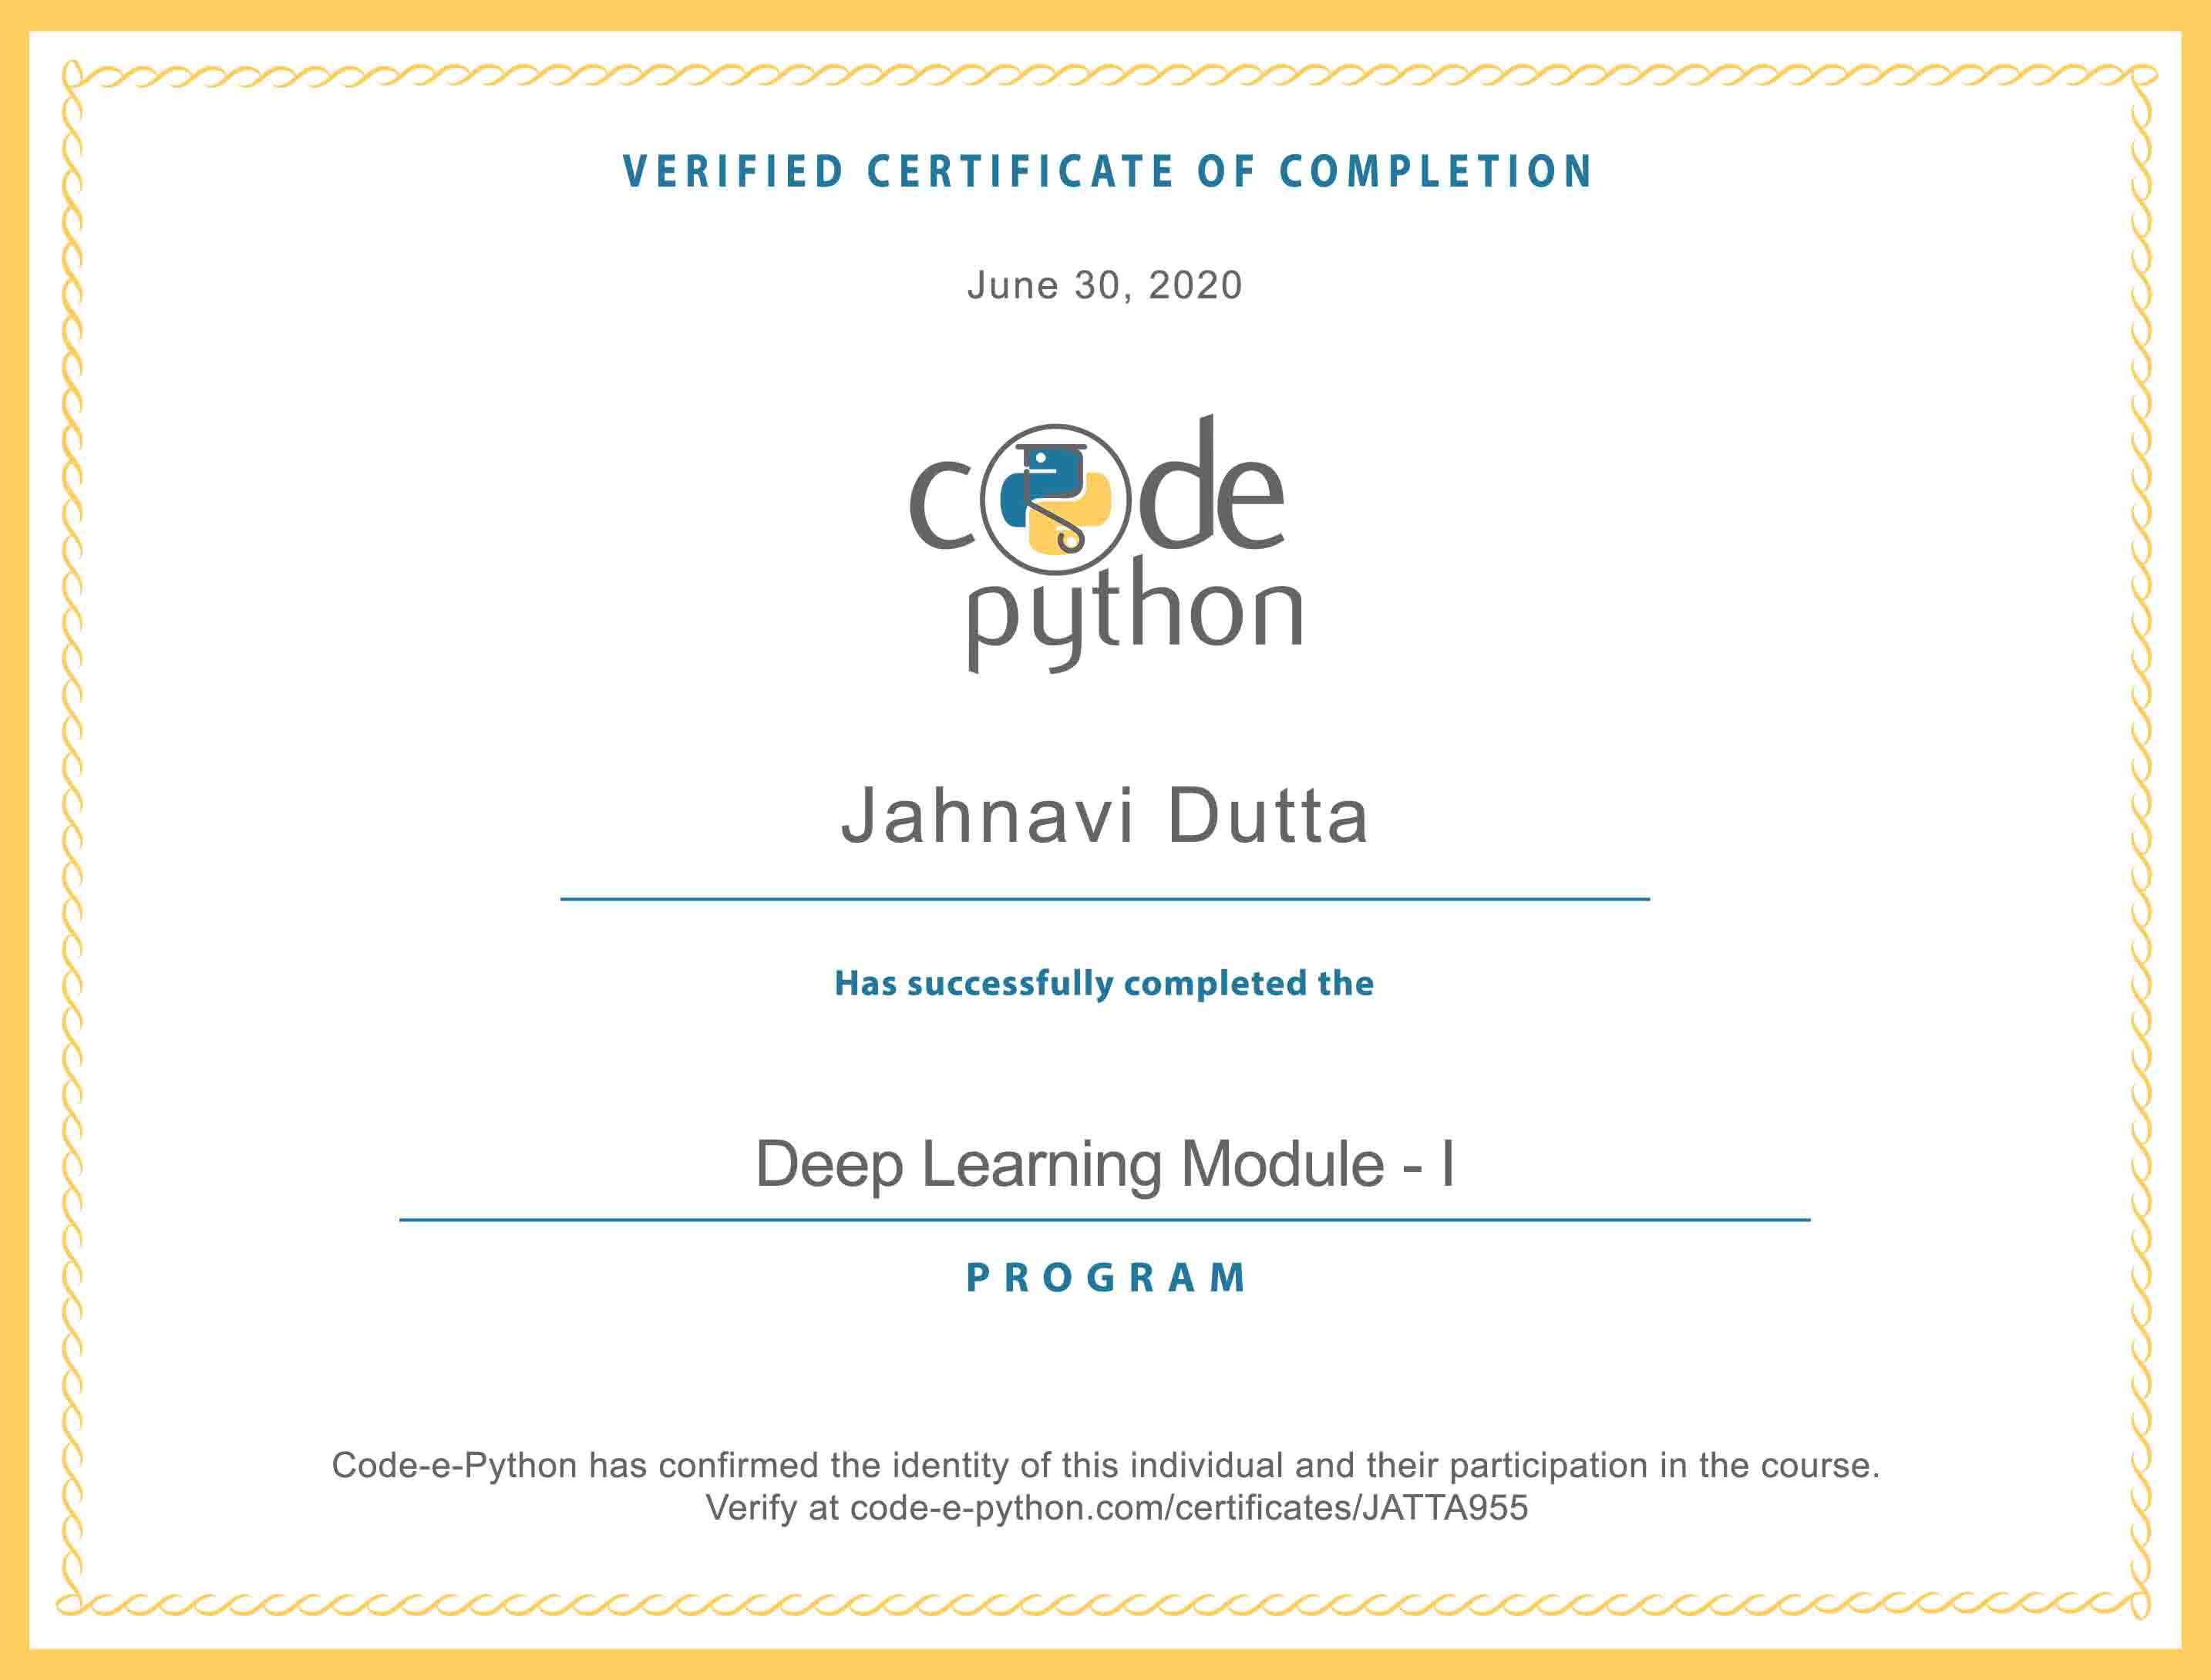 VERIFIED CERTIFICATE OF COMPLETION
June 30, 2020
code
python
Jahnavi Dutta
Has successfully completed the
Deep Learning Module - I
PROGRAM
Code-e-Python has confirmed the identity of this individual and their participation in the course.
Verify at code-e-python.com/certificates/JATTA955